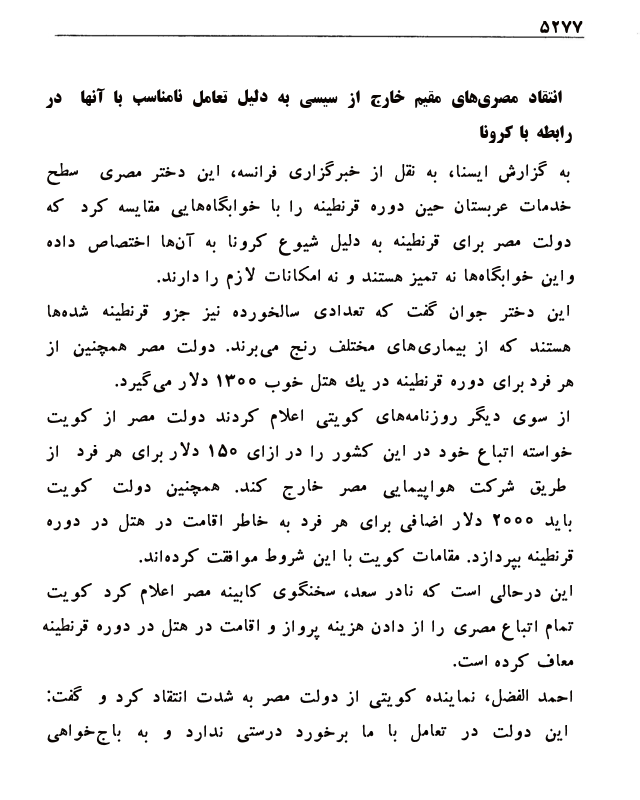 ۵۲۷۷
انتقاد مصری‌های مقیم خارج از سیسی به دلیل تعامل نامناسب با آنها در
رابطه با کرونا
به گزارش ایسنا، به نقل از خبرگزاری فرانسه، این دختر مصری سطح
خدمات عربستان حین دوره قرنطینه را با خوابگاه‌هایی مقایسه کرد که
دولت مصر برای قرنطینه به دلیل شیوع کرونا به آن‌ها اختصاص داده
واین خوابگاه‌ها نه تمیز هستند و نه امکانات لازم را دارند.
این دختر جوان گفت که تعدادی سالخورده نیز جزو قرنطینه شده‌ها
هستند که از بیماری‌های مختلف رنج می‌برند. دولت مصر همچنین از
هر فرد برای دوره قرنطینه در یك هتل خوب ۱۳۰۰ دلار می‌گیرد.
از سوی دیگر روزنامه‌های کویتی اعلام کردند دولت مصر از کویت
خواسته اتباع خود در این کشور را در ازای ۱۵۰ دلار برای هر فرد از
طریق شرکت هواپیمایی مصر خارج کند. همچنین دولت کویت
باید ۲۰۰۰ دلار اضافی برای هر فرد به خاطر اقامت در هتل در دوره
قرنطینه بپردازد. مقامات کویت با این شروط موافقت کرده‌اند.
این درحالی است که نادر سعد، سخنگوی کابینه مصر اعلام کرد کویت
تمام اتباع مصری را از دادن هزینه پرواز و اقامت در هتل در دوره قرنطینه
معاف کرده است.
احمد الفضل، نماینده کویتی از دولت مصر به شدت انتقاد کرد و گفت:
این دولت در تعامل با ما برخورد درستی ندارد و به باج‌خواهی